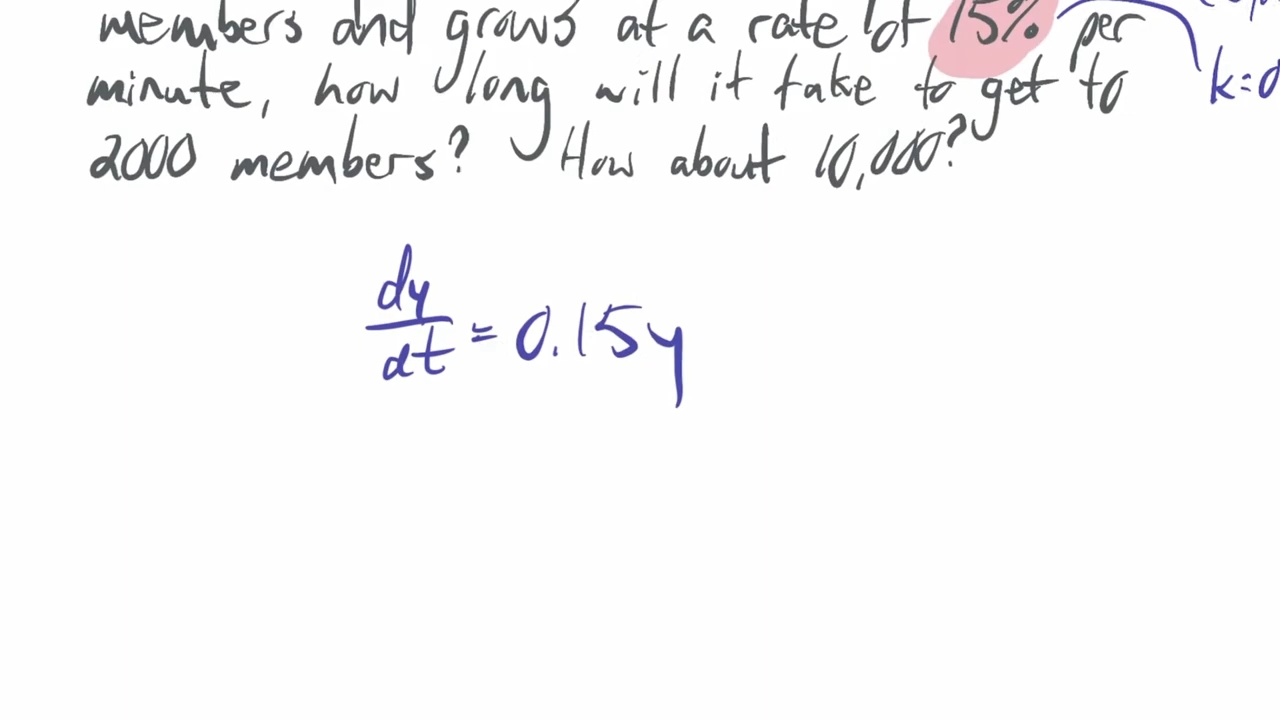 members and grows at a rate of 15% per
minute, how long will it take to get to
k=0
2000 members? How about 10,000?
dy/dt = 0.15y